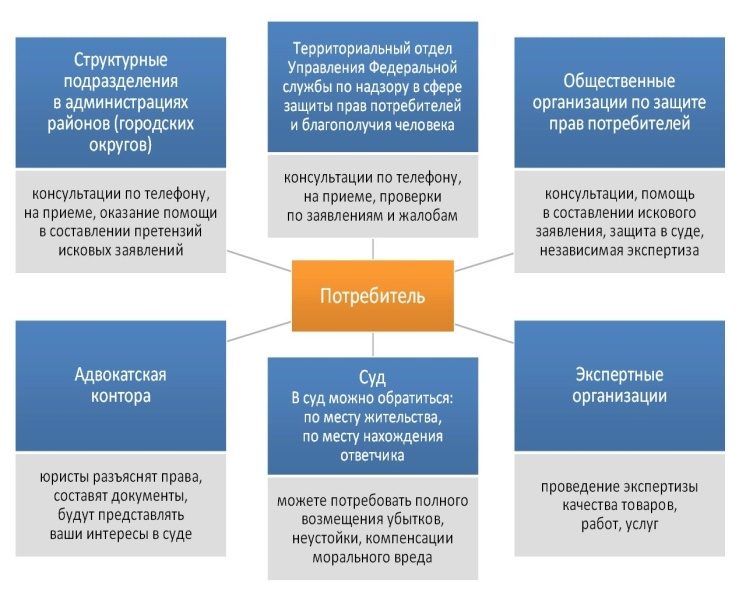 Структурные
подразделения
в администрациях
районов (городских
округов)
консультации по телефону,
на приеме, оказание помощи
в составлении претензий
исковых заявлений
Территориальный отдел
Управления Федеральной
службы по надзору в сфере
защиты прав потребителей
и благополучия человека
консультации по телефону,
на приеме, проверки
по заявлениям и жалобам
Общественные
организации по защите
прав потребителей
консультации, помощь
в составлении искового
заявления, защита в суде,
независимая экспертиза
Потребитель
Адвокатская
контора
юристы разъяснят права,
составят документы,
будут представлять
ваши интересы в суде
Суд
В суд можно обратиться:
по месту жительства,
по месту нахождения
ответчика
можете потребовать полного
возмещения убытков,
неустойки, компенсации
морального вреда
Экспертные
организации
проведение экспертизы
качества товаров,
работ, услуг